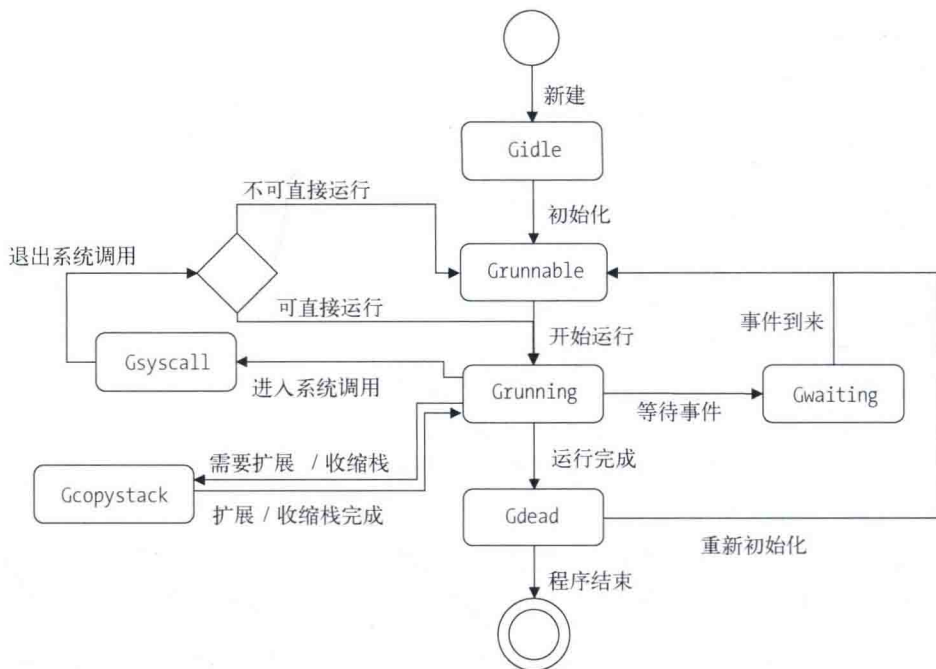 新建
Gidle
不可直接运行
初始化
退出系统调用
Grunnable
可直接运行
开始运行
事件到来
Gsyscall
进入系统调用
Grunning
等待事件
Gwaiting
需要扩展 / 收缩栈
运行完成
Gcopystack
扩展 / 收缩栈完成
Gdead
重新初始化
程序结束